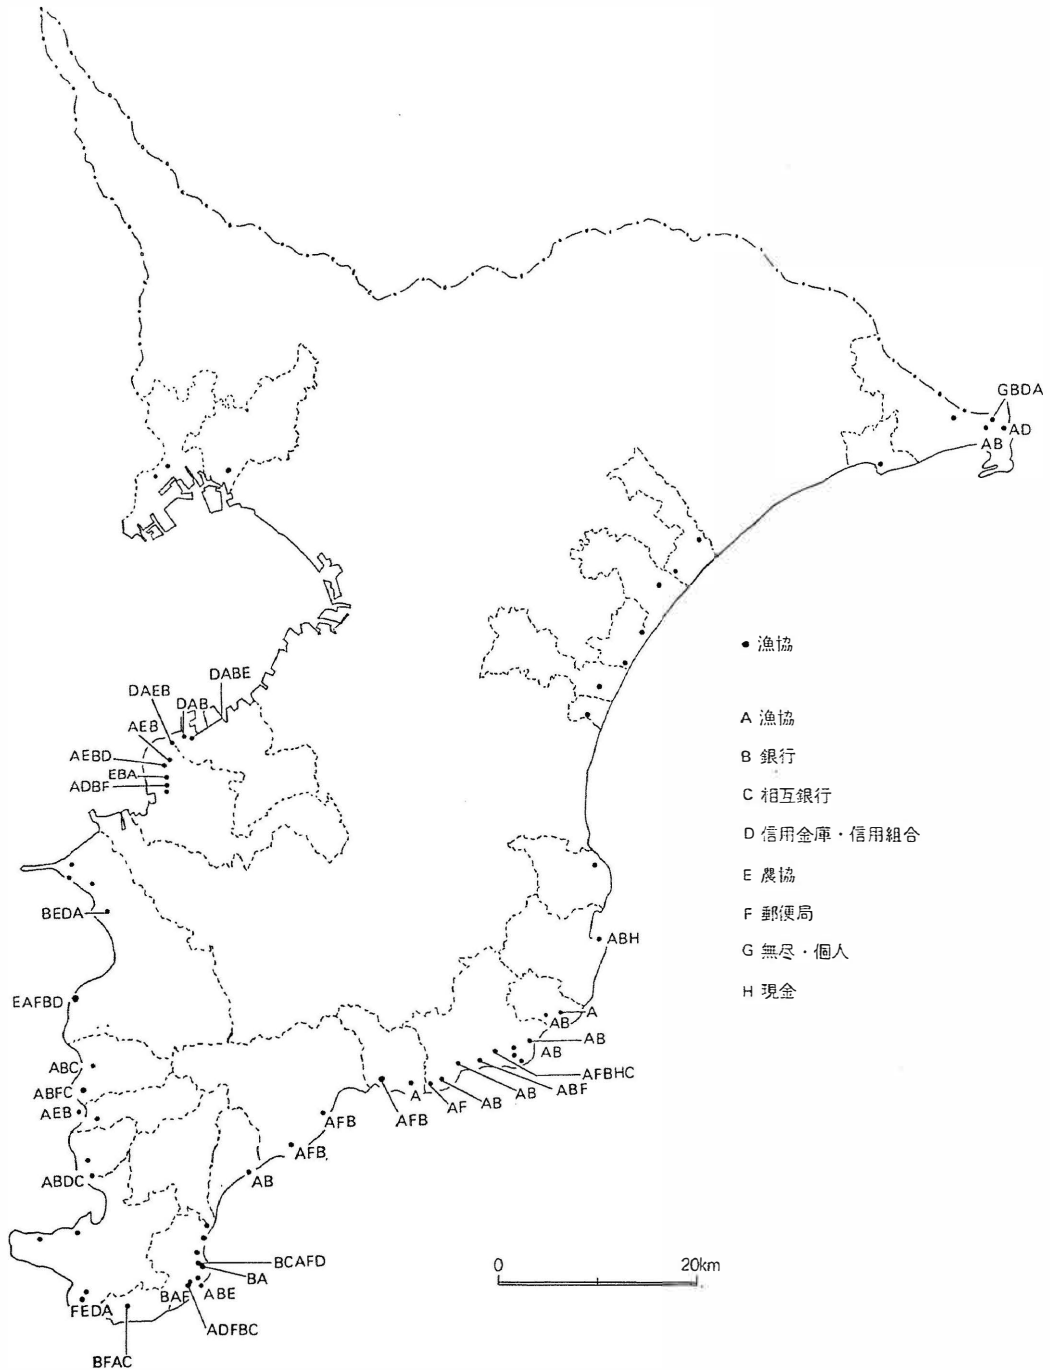 GBDA
AD
AB
DABE
DAEB
DAB
AEB
AEBD
EBA
ADBF
BEDA
EAFBD
ABC
ABFC
AEB
ABDC
FEDA
BFAC
BAF
ADFBC
ABE
BA
BCAFD
AB
AFB
AFB
AFB
A
AF
AB
AB
ABF
AFBHC
AB
AB
AB
A
ABH
● 漁協
A 漁協
B 銀行
C 相互銀行
D 信用金庫・信用組合
E 農協
F 郵便局
G 無尽・個人
H 現金
0 20km